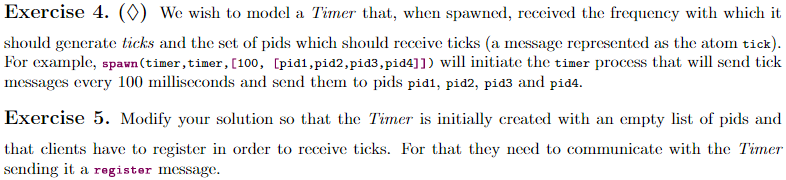 Exercise 4. (◊) We wish to model a Timer that, when spawned, received the frequency with which it
should generate ticks and the set of pids which should receive ticks (a message represented as the atom tick).
For example, spawn(timer,timer,[100, [pid1,pid2,pid3,pid4]]) will initiate the timer process that will send tick
messages every 100 milliseconds and send them to pids pid1, pid2, pid3 and pid4.
Exercise 5. Modify your solution so that the Timer is initially created with an empty list of pids and
that clients have to register in order to receive ticks. For that they need to communicate with the Timer
sending it a register message.